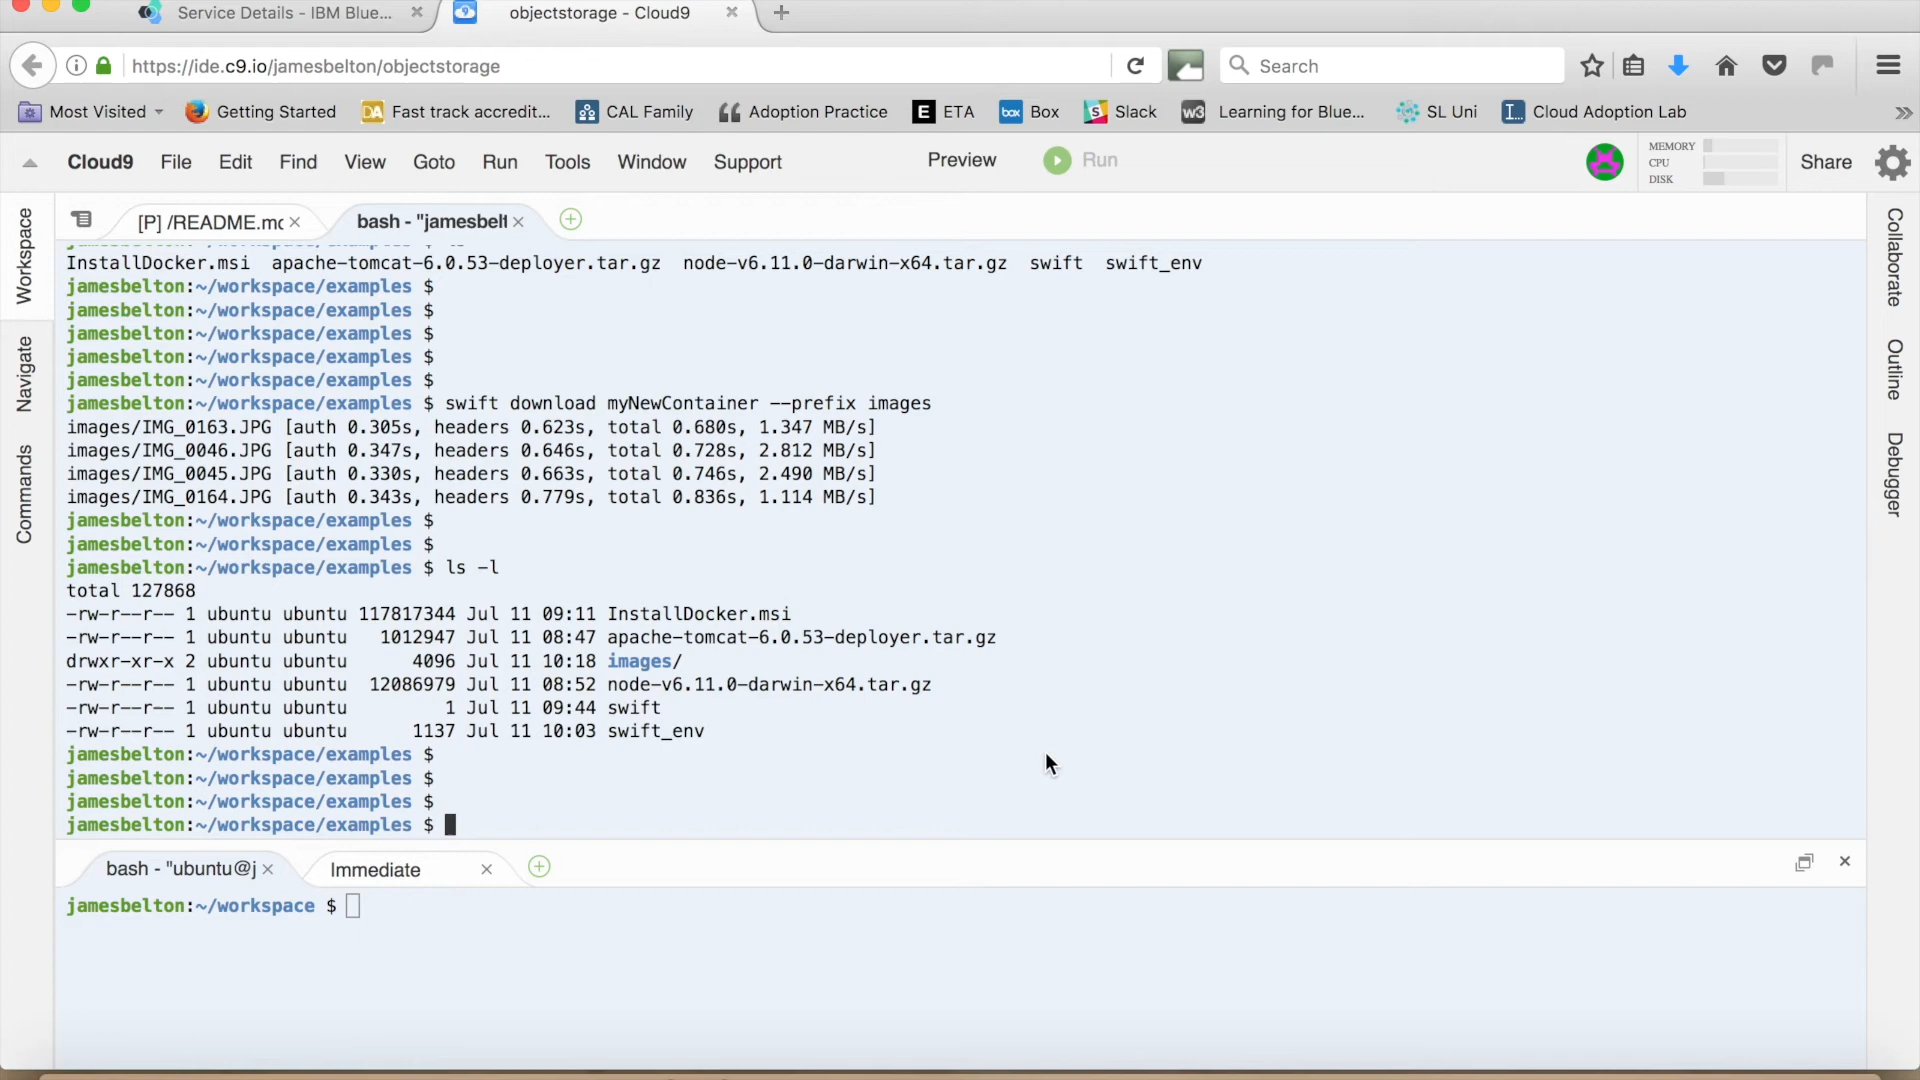 Service Details - IBM Blue...
objectstorage - Cloud9
https://ide.c9.io/jamesbelton/objectstorage
Search
Most Visited
Getting Started
DA Fast track accredit...
CAL Family
Adoption Practice
E ETA
box Box
S Slack
w3 Learning for Blue...
SL Uni
I... Cloud Adoption Lab
Cloud9 File Edit Find View Goto Run Tools Window Support Preview Run
MEMORY
CPU
DISK
Share
Workspace
Navigate
Commands
Collaborate
Outline
Debugger
[P] /README.mc
bash - "jamesbelt
InstallDocker.msi apache-tomcat-6.0.53-deployer.tar.gz node-v6.11.0-darwin-x64.tar.gz swift swift_env
jamesbelton:~/workspace/examples $
jamesbelton:~/workspace/examples $
jamesbelton:~/workspace/examples $
jamesbelton:~/workspace/examples $
jamesbelton:~/workspace/examples $
jamesbelton:~/workspace/examples $ swift download myNewContainer --prefix images
images/IMG_0163.JPG [auth 0.305s, headers 0.623s, total 0.680s, 1.347 MB/s]
images/IMG_0046.JPG [auth 0.347s, headers 0.646s, total 0.728s, 2.812 MB/s]
images/IMG_0045.JPG [auth 0.330s, headers 0.663s, total 0.746s, 2.490 MB/s]
images/IMG_0164.JPG [auth 0.343s, headers 0.779s, total 0.836s, 1.114 MB/s]
jamesbelton:~/workspace/examples $
jamesbelton:~/workspace/examples $
jamesbelton:~/workspace/examples $ ls -l
total 127868
-rw-r--r-- 1 ubuntu ubuntu 117817344 Jul 11 09:11 InstallDocker.msi
-rw-r--r-- 1 ubuntu ubuntu 1012947 Jul 11 08:47 apache-tomcat-6.0.53-deployer.tar.gz
drwxr-xr-x 2 ubuntu ubuntu 4096 Jul 11 10:18 images/
-rw-r--r-- 1 ubuntu ubuntu 12086979 Jul 11 08:52 node-v6.11.0-darwin-x64.tar.gz
-rw-r--r-- 1 ubuntu ubuntu 1 Jul 11 09:44 swift
-rw-r--r-- 1 ubuntu ubuntu 1137 Jul 11 10:03 swift_env
jamesbelton:~/workspace/examples $
jamesbelton:~/workspace/examples $
jamesbelton:~/workspace/examples $
jamesbelton:~/workspace/examples $
bash - "ubuntu@j
Immediate
jamesbelton:~/workspace $